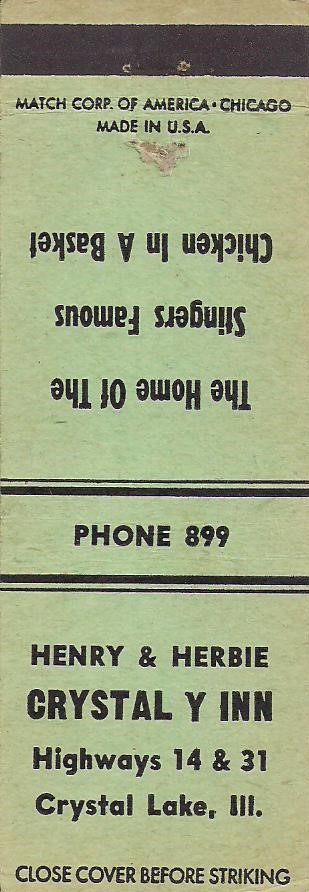 MATCH CORP. OF AMERICA • CHICAGO
MADE IN U.S.A.
The Home Of The
Stingers Famous
Chicken In A Basket
PHONE 899
HENRY & HERBIE
CRYSTAL Y INN
Highways 14 & 31
Crystal Lake, Ill.
CLOSE COVER BEFORE STRIKING